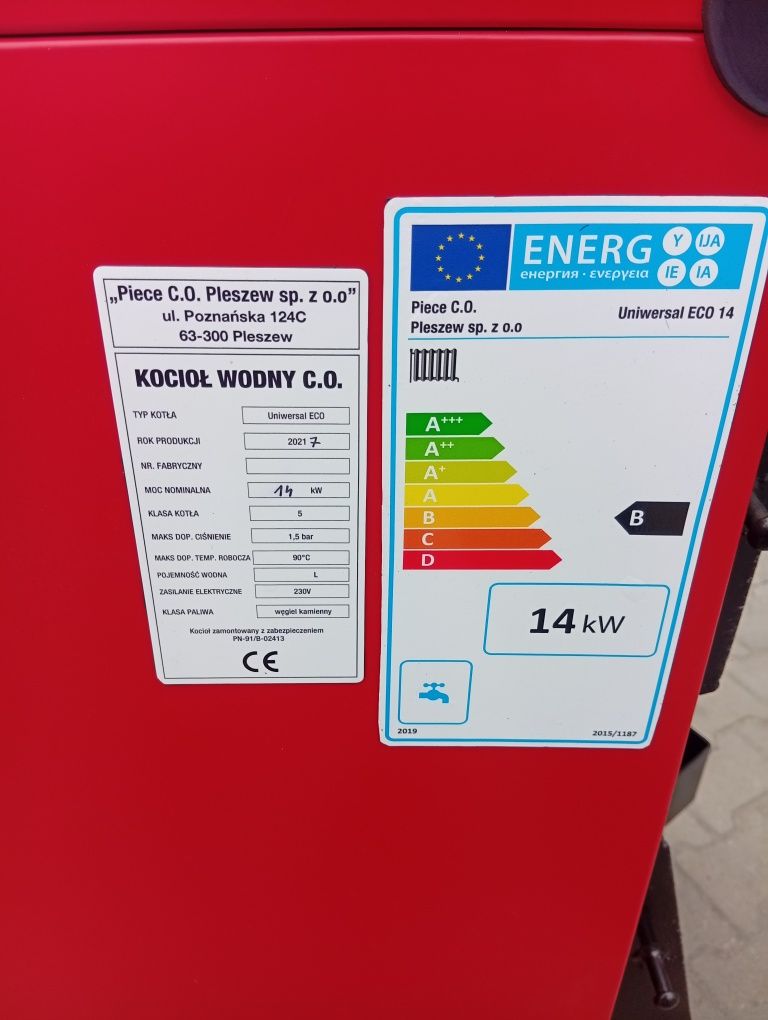 „Piece C.O. Pleszew sp. z o.o”
ul. Poznańska 124C
63-300 Pleszew
KOCIOŁ WODNY C.O.
TYP KOTŁA Uniwersal ECO
ROK PRODUKCJI 2021 7
NR. FABRYCZNY
MOC NOMINALNA 14 kW
KLASA KOTŁA 5
MAKS DOP. CIŚNIENIE 1,5 bar
MAKS DOP. TEMP. ROBOCZA 90°C
POJEMNOŚĆ WODNA L
ZASILANIE ELEKTRYCZNE 230V
KLASA PALIWA węgiel kamienny
Kocioł zamontowany z zabezpieczeniem
PN-91/B-02413
CE
ENERG Y IJA
енергия · ενεργεια IE IA
Piece C.O.
Pleszew sp. z o.o
Uniwersal ECO 14
A+++
A++
A+
A
B
C
D
B
14 kW
2019
2015/1187